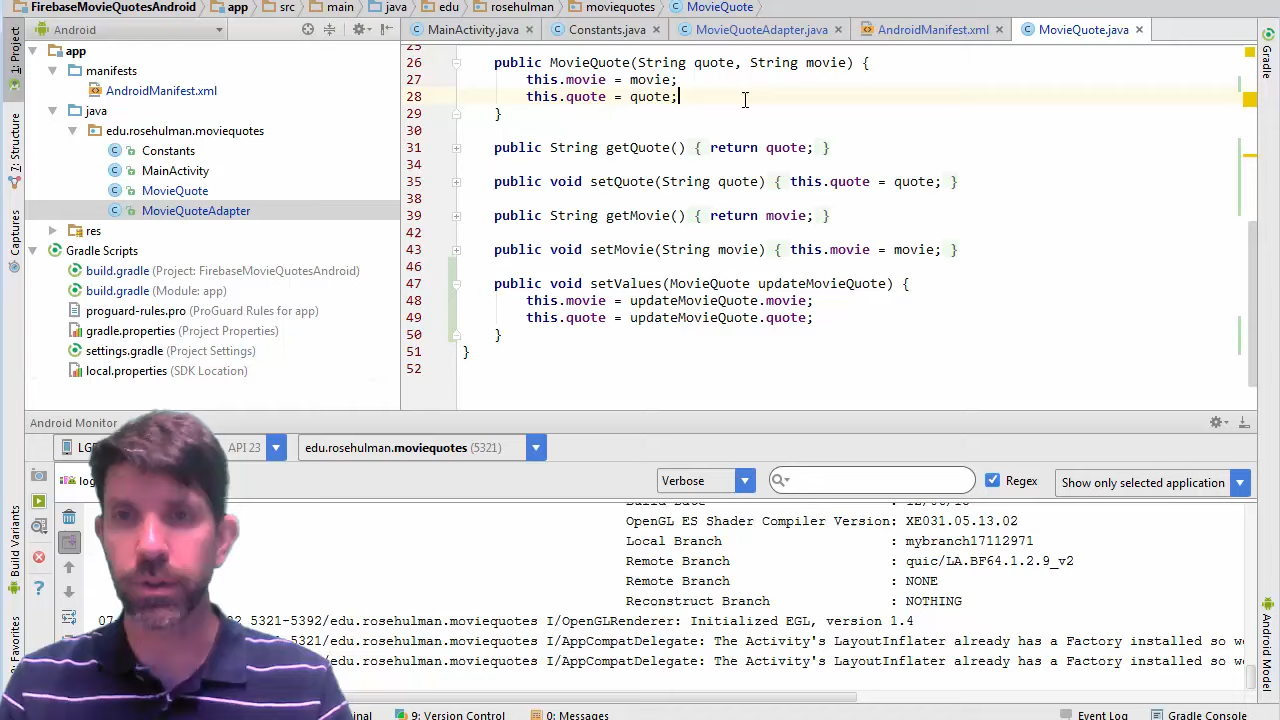 FirebaseMovieQuotesAndroid app src main java edu rosehulman moviequotes MovieQuote
Android
MainActivity.java Constants.java MovieQuoteAdapter.java AndroidManifest.xml MovieQuote.java
1: Project
7: Structure
Captures
Build Variants
Favorites
Gradle
Android Model
app
manifests
AndroidManifest.xml
java
edu.rosehulman.moviequotes
Constants
MainActivity
MovieQuote
MovieQuoteAdapter
res
Gradle Scripts
build.gradle (Project: FirebaseMovieQuotesAndroid)
build.gradle (Module: app)
proguard-rules.pro (ProGuard Rules for app)
gradle.properties (Project Properties)
settings.gradle (Project Settings)
local.properties (SDK Location)
25
26 public MovieQuote(String quote, String movie) {
27 this.movie = movie;
28 this.quote = quote;
29 }
30
31 public String getQuote() { return quote; }
34
35 public void setQuote(String quote) { this.quote = quote; }
38
39 public String getMovie() { return movie; }
42
43 public void setMovie(String movie) { this.movie = movie; }
46
47 public void setValues(MovieQuote updateMovieQuote) {
48 this.movie = updateMovieQuote.movie;
49 this.quote = updateMovieQuote.quote;
50 }
51 }
52
Android Monitor
API 23 edu.rosehulman.moviequotes (5321)
Verbose Regex Show only selected application
OpenGL ES Shader Compiler Version: XE031.05.13.02
Local Branch : mybranch17112971
Remote Branch : quic/LA.BF64.1.2.9_v2
Remote Branch : NONE
Reconstruct Branch : NOTHING
5321-5392/edu.rosehulman.moviequotes I/OpenGLRenderer: Initialized EGL, version 1.4
5321/edu.rosehulman.moviequotes I/AppCompatDelegate: The Activity's LayoutInflater already has a Factory installed so
5321/edu.rosehulman.moviequotes I/AppCompatDelegate: The Activity's LayoutInflater already has a Factory installed so
9: Version Control 0: Messages Event Log Gradle Console